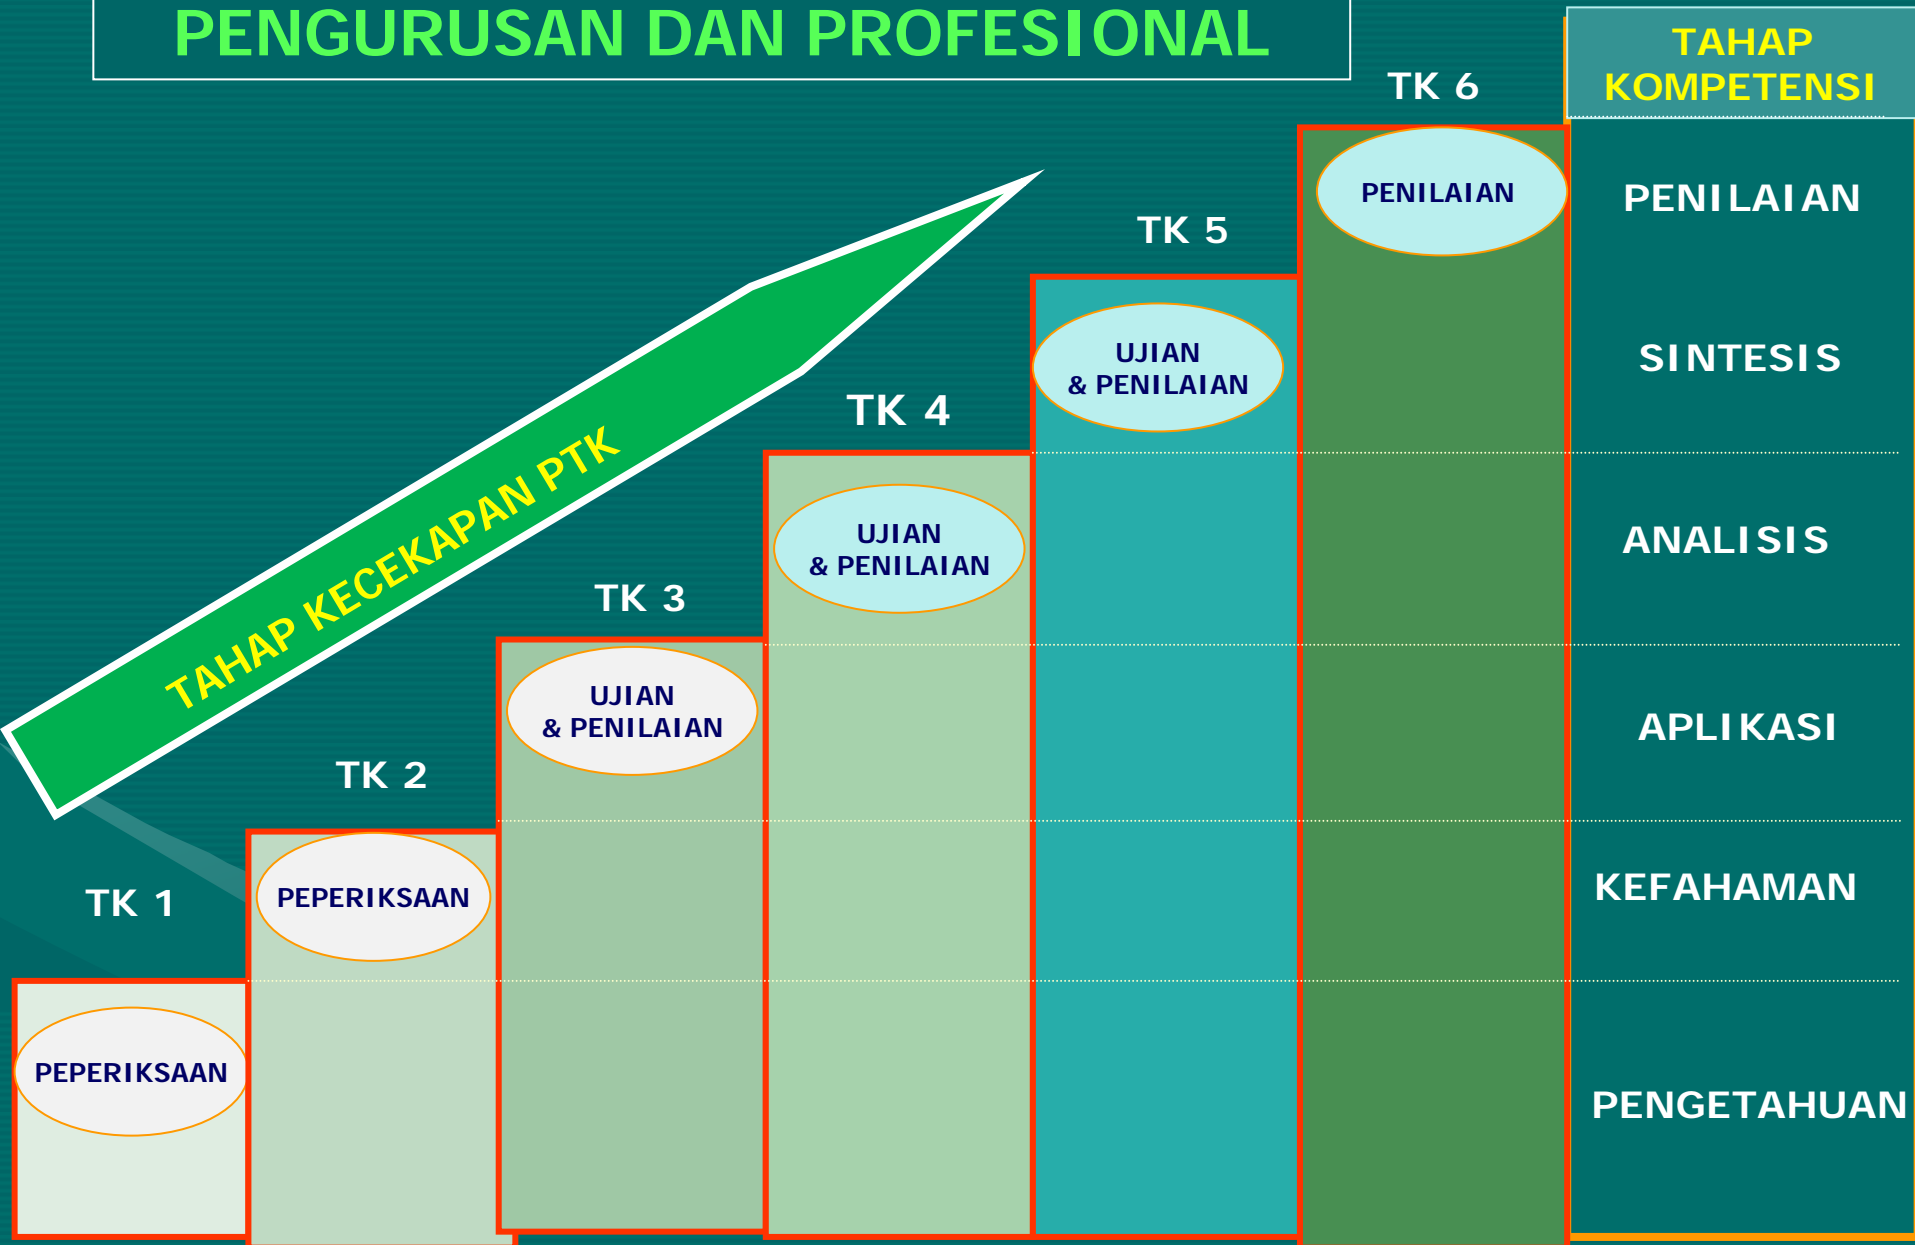 PENGURUSAN DAN PROFESIONAL
TAHAP
KOMPETENSI
TK 6
PENILAIAN
PENILAIAN
TK 5
UJIAN
& PENILAIAN
SINTESIS
TK 4
UJIAN
& PENILAIAN
ANALISIS
TAHAP KECEKAPAN PTK
TK 3
UJIAN
& PENILAIAN
APLIKASI
TK 2
PEPERIKSAAN
KEFAHAMAN
TK 1
PEPERIKSAAN
PENGETAHUAN